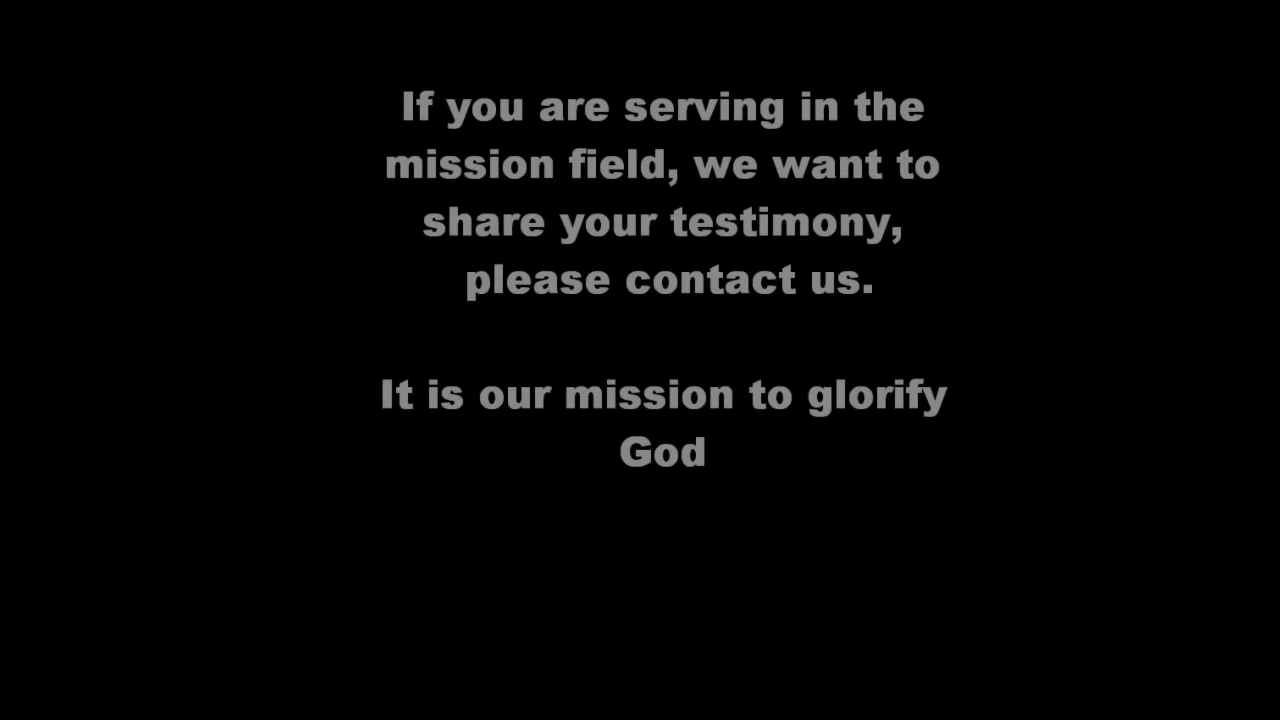 If you are serving in the
mission field, we want to
share your testimony,
please contact us.
It is our mission to glorify
God